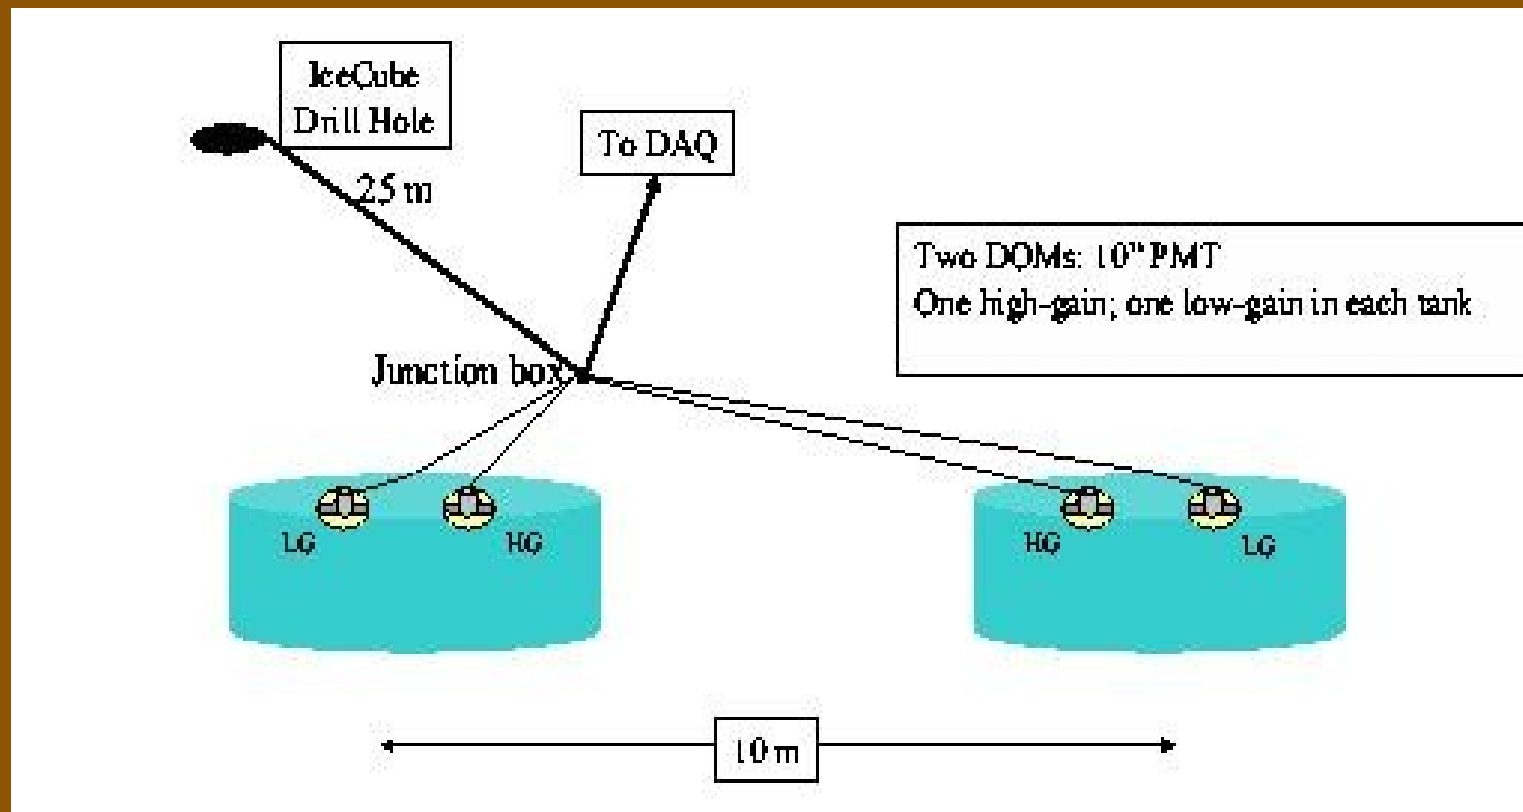 IceCube
Drill Hole
To DAQ
25 m
Two DOMs: 10" PMT
One high-gain; one low-gain in each tank
Junction box
LG
HG
HG
LG
10 m